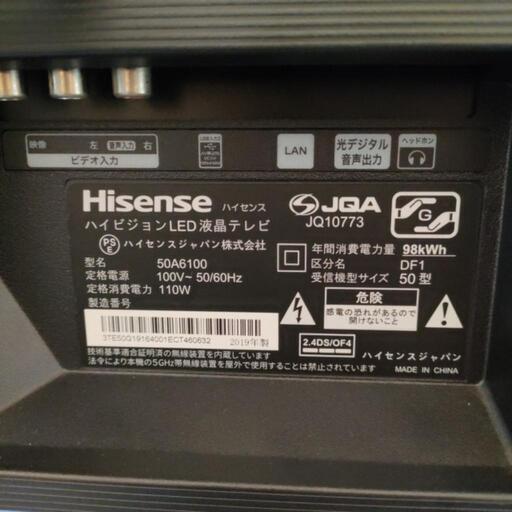 映像 左 音声入力 右
ビデオ入力
LAN
光デジタル
音声出力
ヘッドホン
Hisense ハイセンス
ハイビジョンLED液晶テレビ
PSE ハイセンスジャパン株式会社
型名 50A6100
定格電源 100V~ 50/60Hz
定格消費電力 110W
製造番号
3TE50G19164001ECT460632 2019年製
技術基準適合証明済の無線装置を内蔵しています
法令により本機の5GHz帯無線装置を屋外で使用することは禁止されています
JQA
JQ10773
G
年間消費電力量 98kWh
区分名 DF1
受信機型サイズ 50型
危険
感電の恐れがあるので
開けないでください
2.4DS/OF4
ハイセンスジャパン
MADE IN CHINA